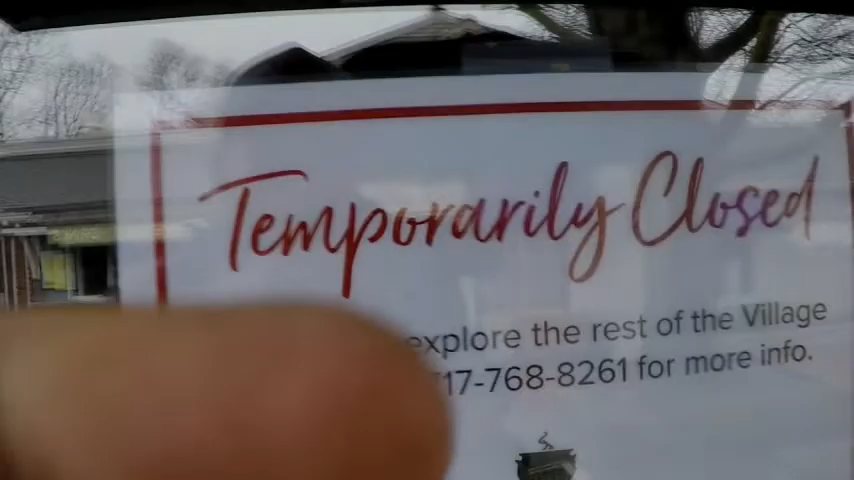 Temporarily Closed
explore the rest of the Village
17-768-8261 for more info.